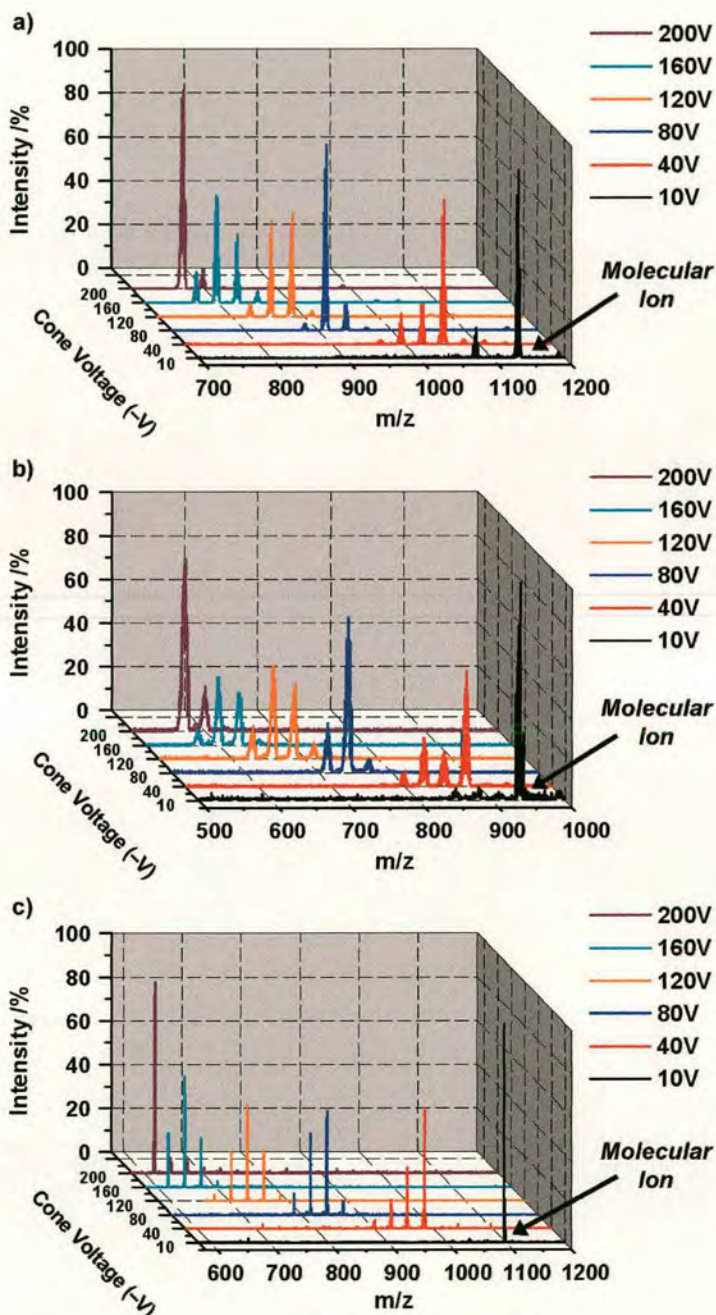 a)
100
80
60
40
20
0
Intensity /%
200
160
120
80
40
10
Cone Voltage (–V)
700 800 900 1000 1100 1200
m/z
Molecular
Ion
200V
160V
120V
80V
40V
10V
b)
100
80
60
40
20
0
Intensity /%
200
160
120
80
40
10
Cone Voltage (–V)
500 600 700 800 900 1000
m/z
Molecular
Ion
200V
160V
120V
80V
40V
10V
c)
100
80
60
40
20
0
Intensity /%
200
160
120
80
40
10
Cone Voltage (–V)
600 700 800 900 1000 1100 1200
m/z
Molecular
Ion
200V
160V
120V
80V
40V
10V